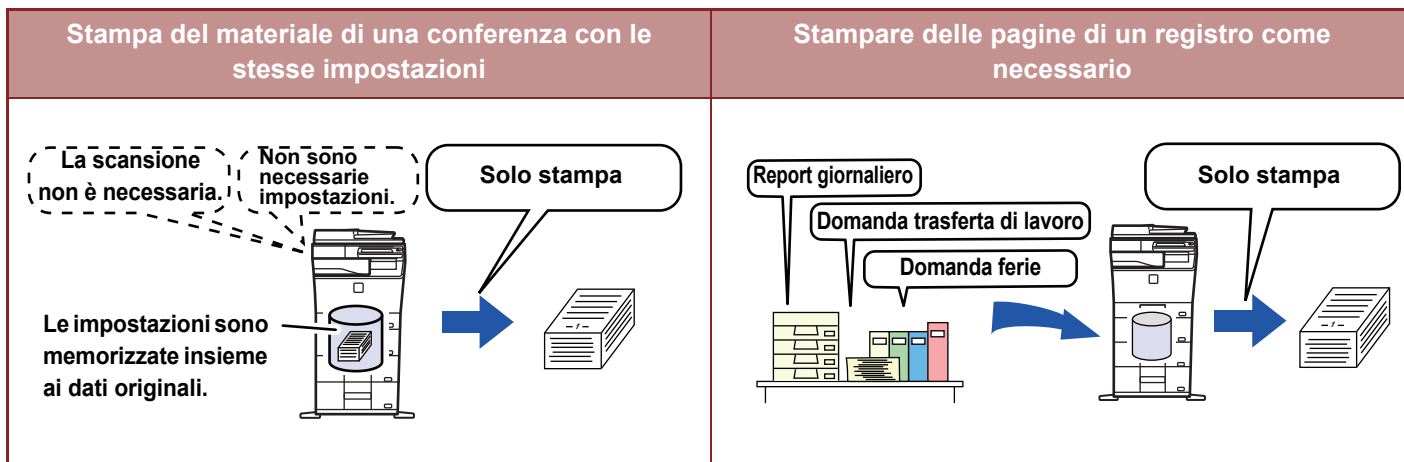 Stampa del materiale di una conferenza con le
stesse impostazioni
Stampare delle pagine di un registro come
necessario
La scansione
non è necessaria.
Non sono
necessarie
impostazioni.
Solo stampa
Le impostazioni sono
memorizzate insieme
ai dati originali.
-1-
Report giornaliero
Domanda trasferta di lavoro
Domanda ferie
Solo stampa
-1-